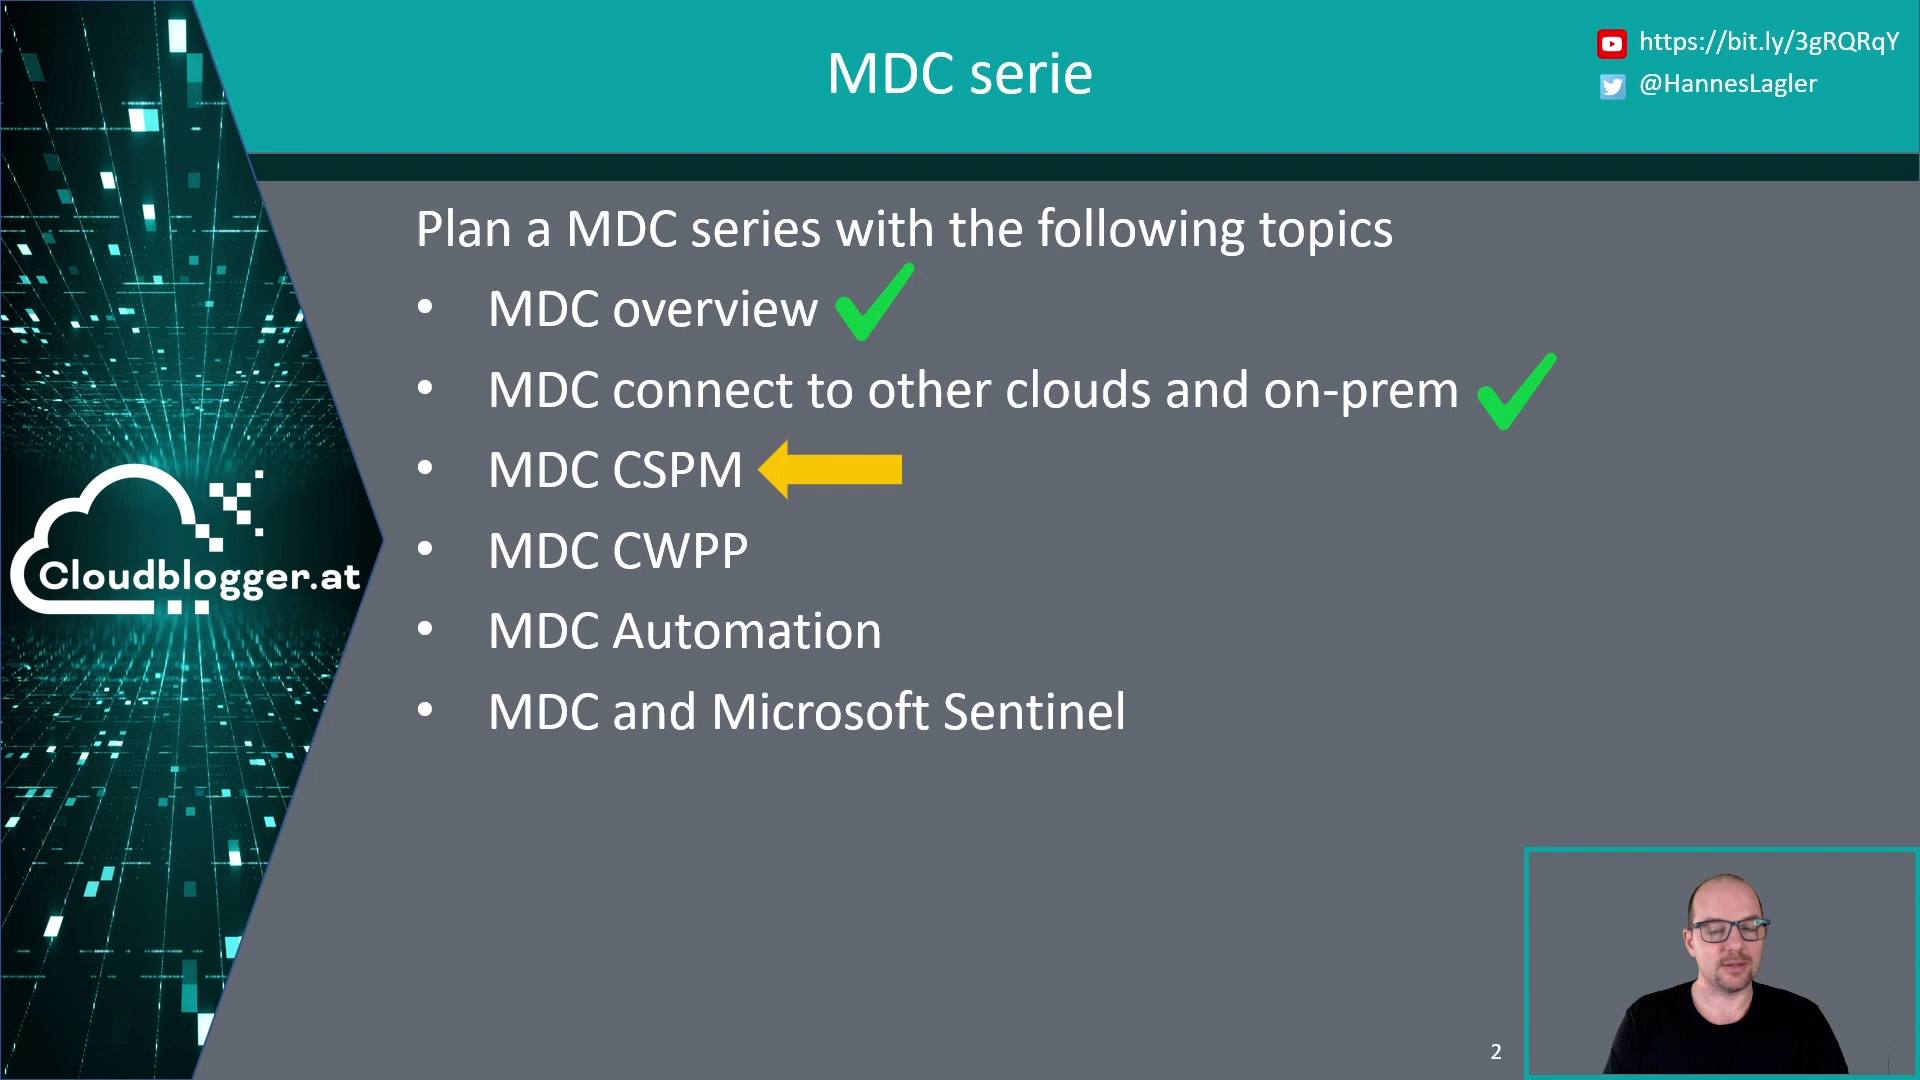 MDC serie
https://bit.ly/3gRQRqY
@HannesLagler
Plan a MDC series with the following topics
• MDC overview
• MDC connect to other clouds and on-prem
• MDC CSPM
• MDC CWPP
• MDC Automation
• MDC and Microsoft Sentinel
Cloudblogger.at
2